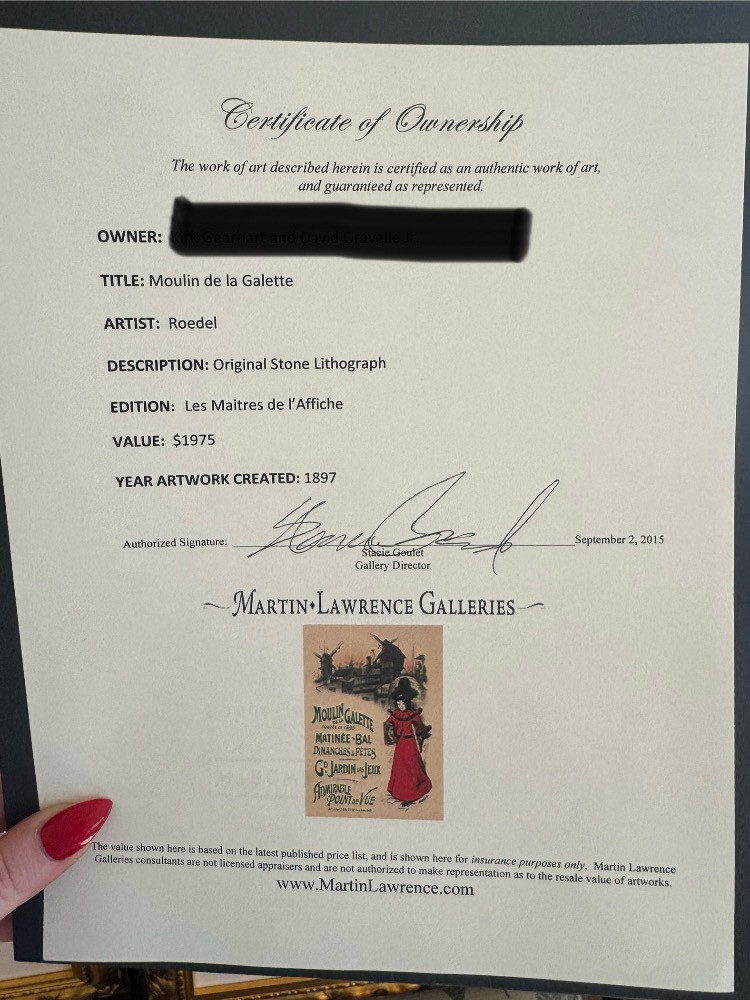 Certificate of Ownership
The work of art described herein is certified as an authentic work of art,
and guaranteed as represented.
OWNER:
TITLE: Moulin de la Galette
ARTIST: Roedel
DESCRIPTION: Original Stone Lithograph
EDITION: Les Maitres de l’Affiche
VALUE: $1975
YEAR ARTWORK CREATED: 1897
Authorized Signature: September 2, 2015
Stacie Goulet
Gallery Director
MARTIN♦LAWRENCE GALLERIES
MOULIN DE LA GALETTE
MATINÉE-BAL
DIMANCHES & FÊTES
GD JARDIN JEUX
ADMIRABLE
POINT DE VUE
The value shown here is based on the latest published price list, and is shown here for insurance purposes only. Martin Lawrence
Galleries consultants are not licensed appraisers and are not authorized to make representation as to the resale value of artworks.
www.MartinLawrence.com